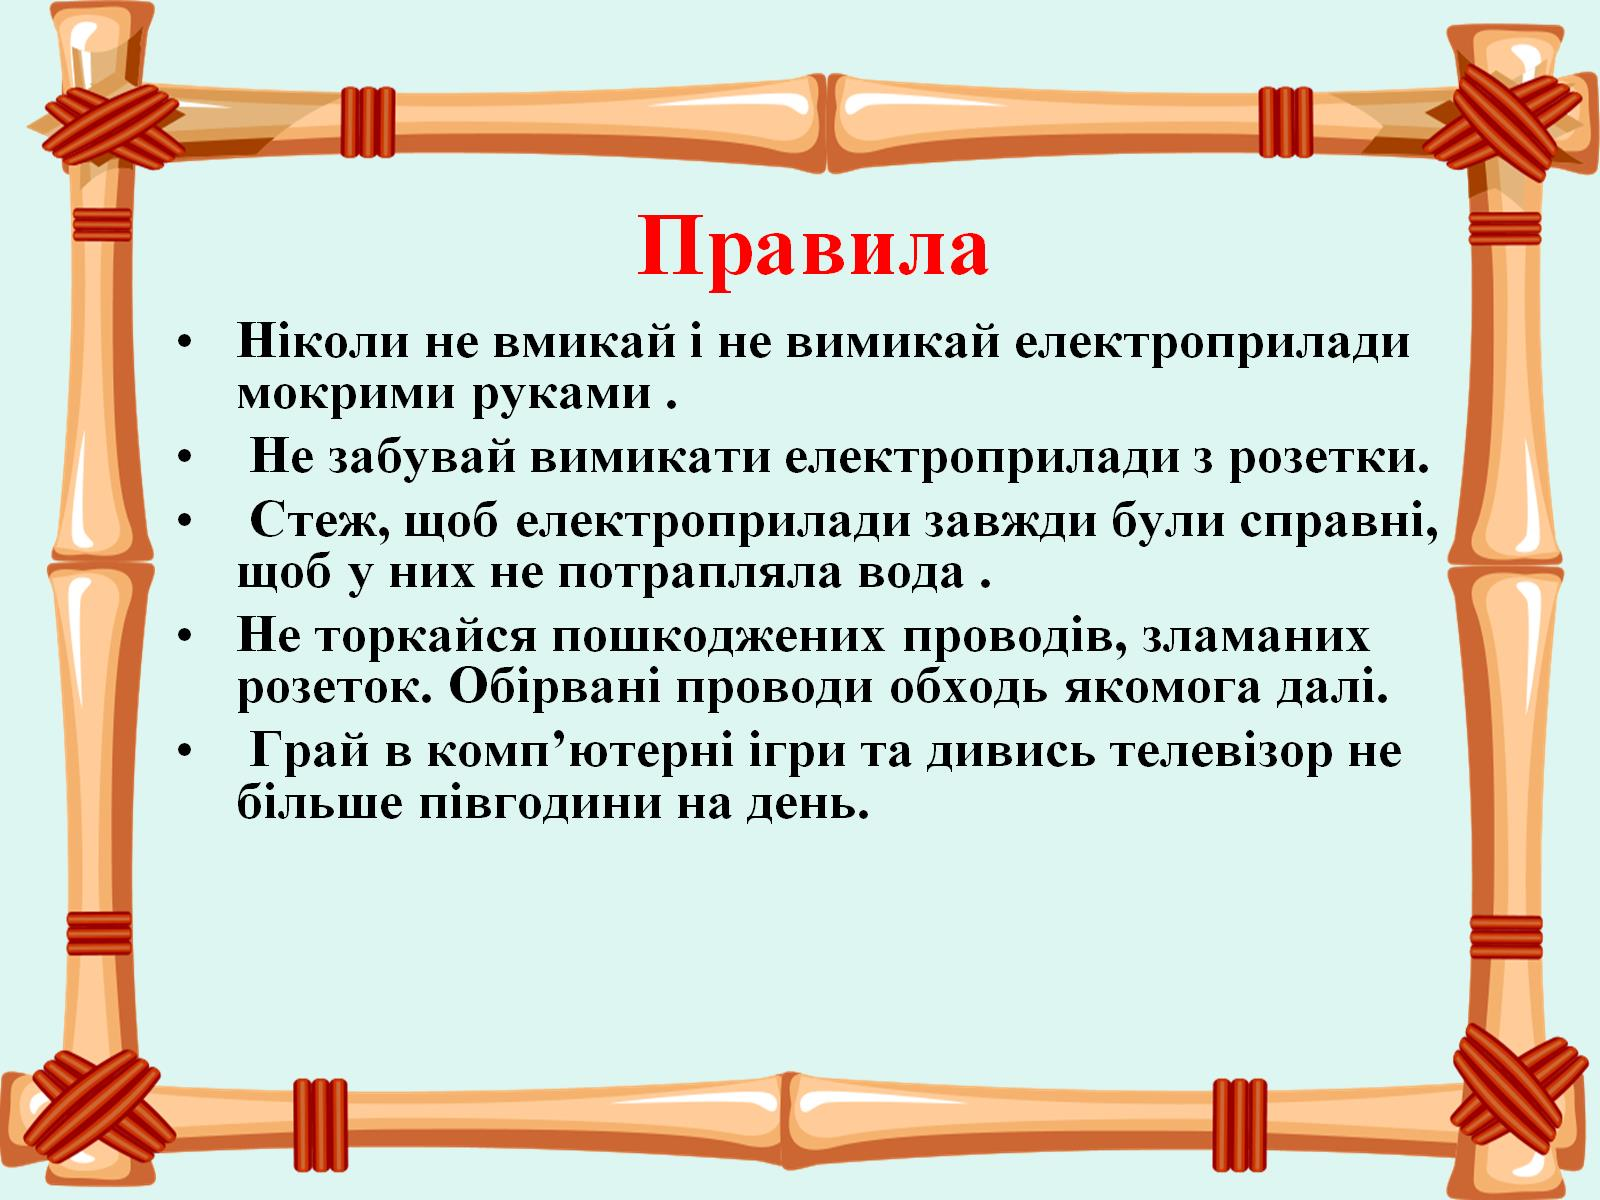 Правила
• Ніколи не вмикай і не вимикай електроприлади
мокрими руками .
• Не забувай вимикати електроприлади з розетки.
• Стеж, щоб електроприлади завжди були справні,
щоб у них не потрапляла вода .
• Не торкайся пошкоджених проводів, зламаних
розеток. Обірвані проводи обходь якомога далі.
• Грай в комп’ютерні ігри та дивись телевізор не
більше півгодини на день.